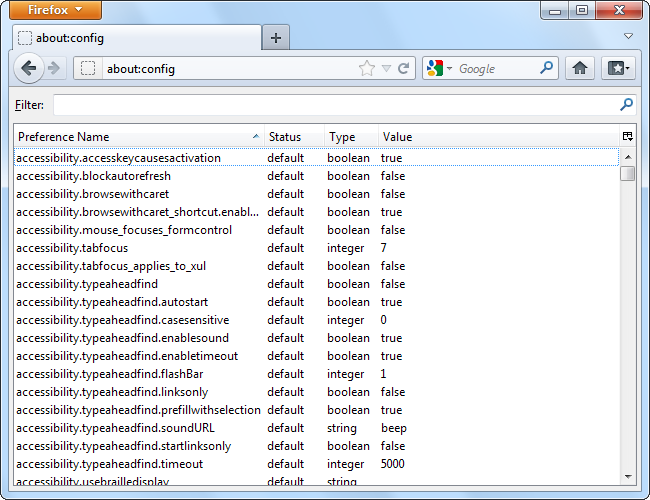 Firefox
about:config
about:config Google
Filter:
Preference Name Status Type Value
accessibility.accesskeycausesactivation default boolean true
accessibility.blockautorefresh default boolean false
accessibility.browsewithcaret default boolean false
accessibility.browsewithcaret_shortcut.enabl... default boolean true
accessibility.mouse_focuses_formcontrol default boolean false
accessibility.tabfocus default integer 7
accessibility.tabfocus_applies_to_xul default boolean false
accessibility.typeaheadfind default boolean false
accessibility.typeaheadfind.autostart default boolean true
accessibility.typeaheadfind.casesensitive default integer 0
accessibility.typeaheadfind.enablesound default boolean true
accessibility.typeaheadfind.enabletimeout default boolean true
accessibility.typeaheadfind.flashBar default integer 1
accessibility.typeaheadfind.linksonly default boolean false
accessibility.typeaheadfind.prefillwithselection default boolean true
accessibility.typeaheadfind.soundURL default string beep
accessibility.typeaheadfind.startlinksonly default boolean false
accessibility.typeaheadfind.timeout default integer 5000
accessibility.usebrailledisplay default string